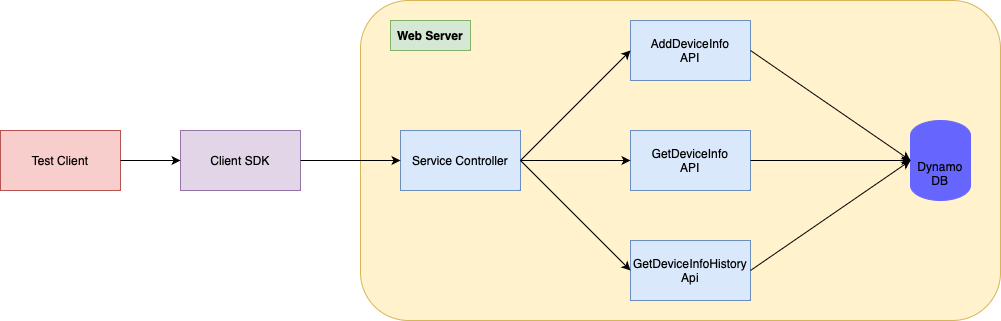 Web Server
AddDeviceInfo
API
Test Client
Client SDK
Service Controller
GetDeviceInfo
API
Dynamo
DB
GetDeviceInfoHistory
Api